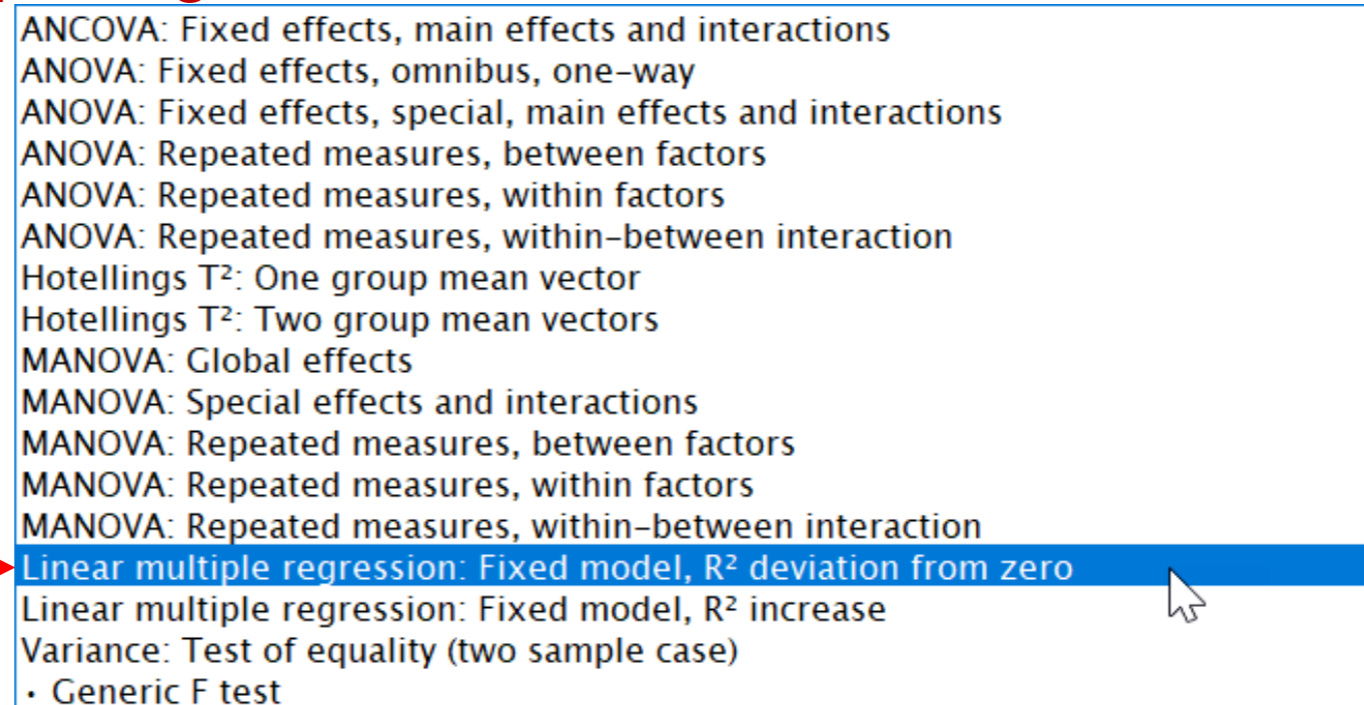 ANCOVA: Fixed effects, main effects and interactions
ANOVA: Fixed effects, omnibus, one-way
ANOVA: Fixed effects, special, main effects and interactions
ANOVA: Repeated measures, between factors
ANOVA: Repeated measures, within factors
ANOVA: Repeated measures, within-between interaction
Hotellings T²: One group mean vector
Hotellings T²: Two group mean vectors
MANOVA: Global effects
MANOVA: Special effects and interactions
MANOVA: Repeated measures, between factors
MANOVA: Repeated measures, within factors
MANOVA: Repeated measures, within-between interaction
Linear multiple regression: Fixed model, R² deviation from zero
Linear multiple regression: Fixed model, R² increase
Variance: Test of equality (two sample case)
• Generic F test